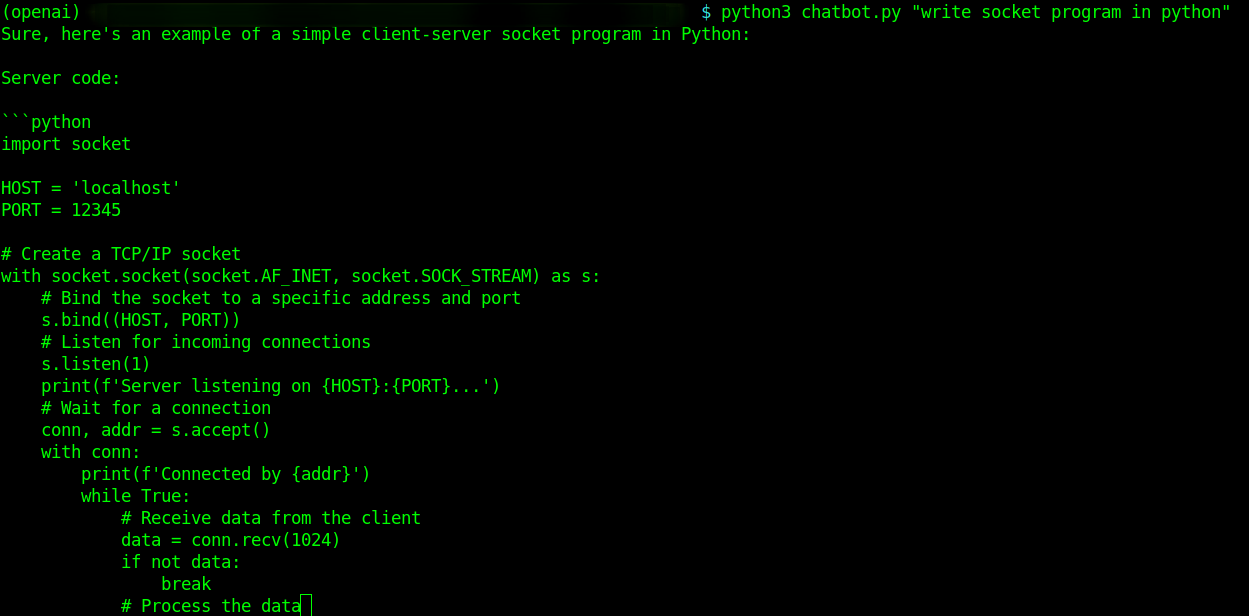 (openai) $ python3 chatbot.py "write socket program in python"
Sure, here's an example of a simple client-server socket program in Python:

Server code:

```python
import socket

HOST = 'localhost'
PORT = 12345

# Create a TCP/IP socket
with socket.socket(socket.AF_INET, socket.SOCK_STREAM) as s:
    # Bind the socket to a specific address and port
    s.bind((HOST, PORT))
    # Listen for incoming connections
    s.listen(1)
    print(f'Server listening on {HOST}:{PORT}...')
    # Wait for a connection
    conn, addr = s.accept()
    with conn:
        print(f'Connected by {addr}')
        while True:
            # Receive data from the client
            data = conn.recv(1024)
            if not data:
                break
            # Process the data